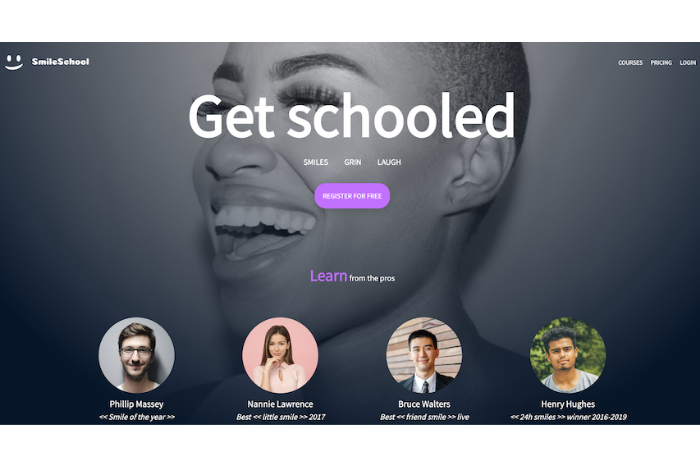 SmileSchool
COURSES PRICING LOGIN
Get schooled
SMILES GRIN LAUGH
REGISTER FOR FREE
Learn from the pros
Phillip Massey Nannie Lawrence Bruce Walters Henry Hughes
<< Smile of the year >> Best << little smile >> 2017 Best << friend smile >> live << 24h smiles >> winner 2016-2019